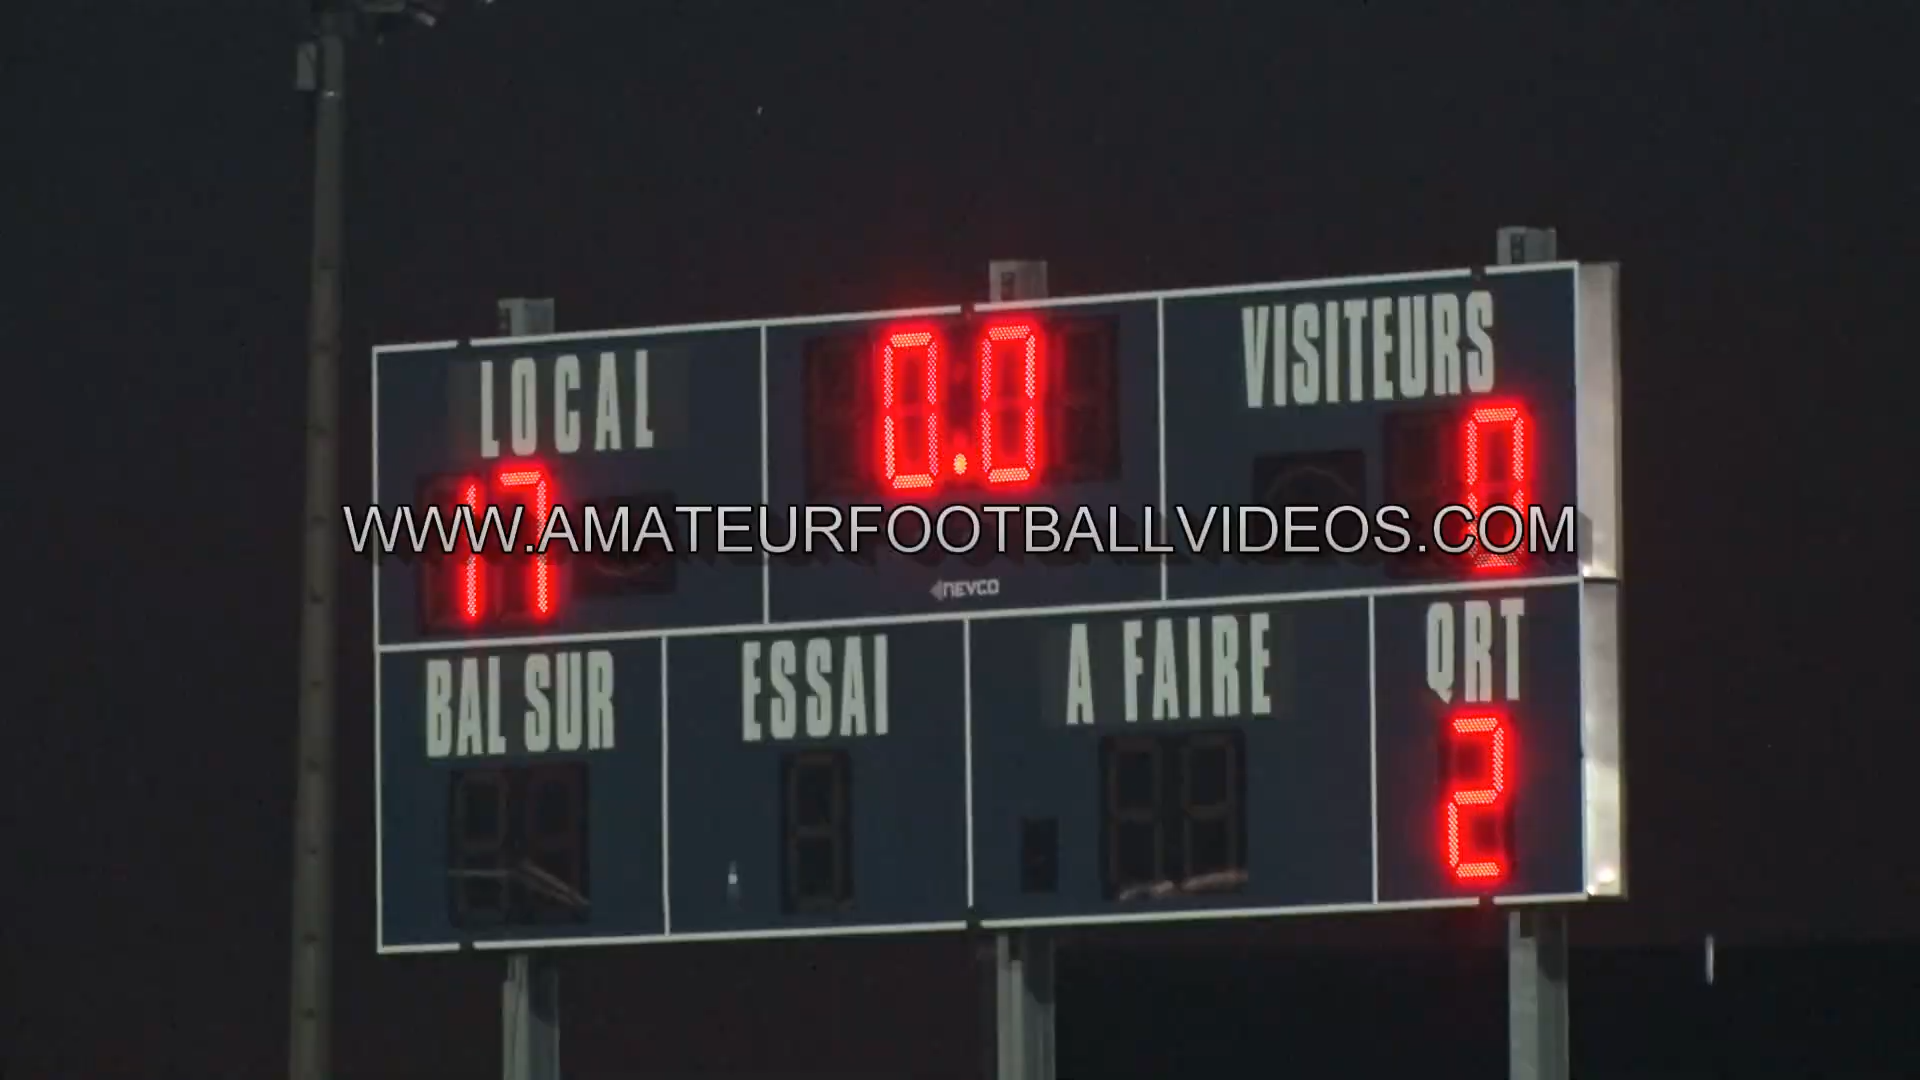 LOCAL 0.0 VISITEURS
17 0
WWW.AMATEURFOOTBALLVIDEOS.COM
NEVCO
BAL SUR ESSAI A FAIRE QRT
2